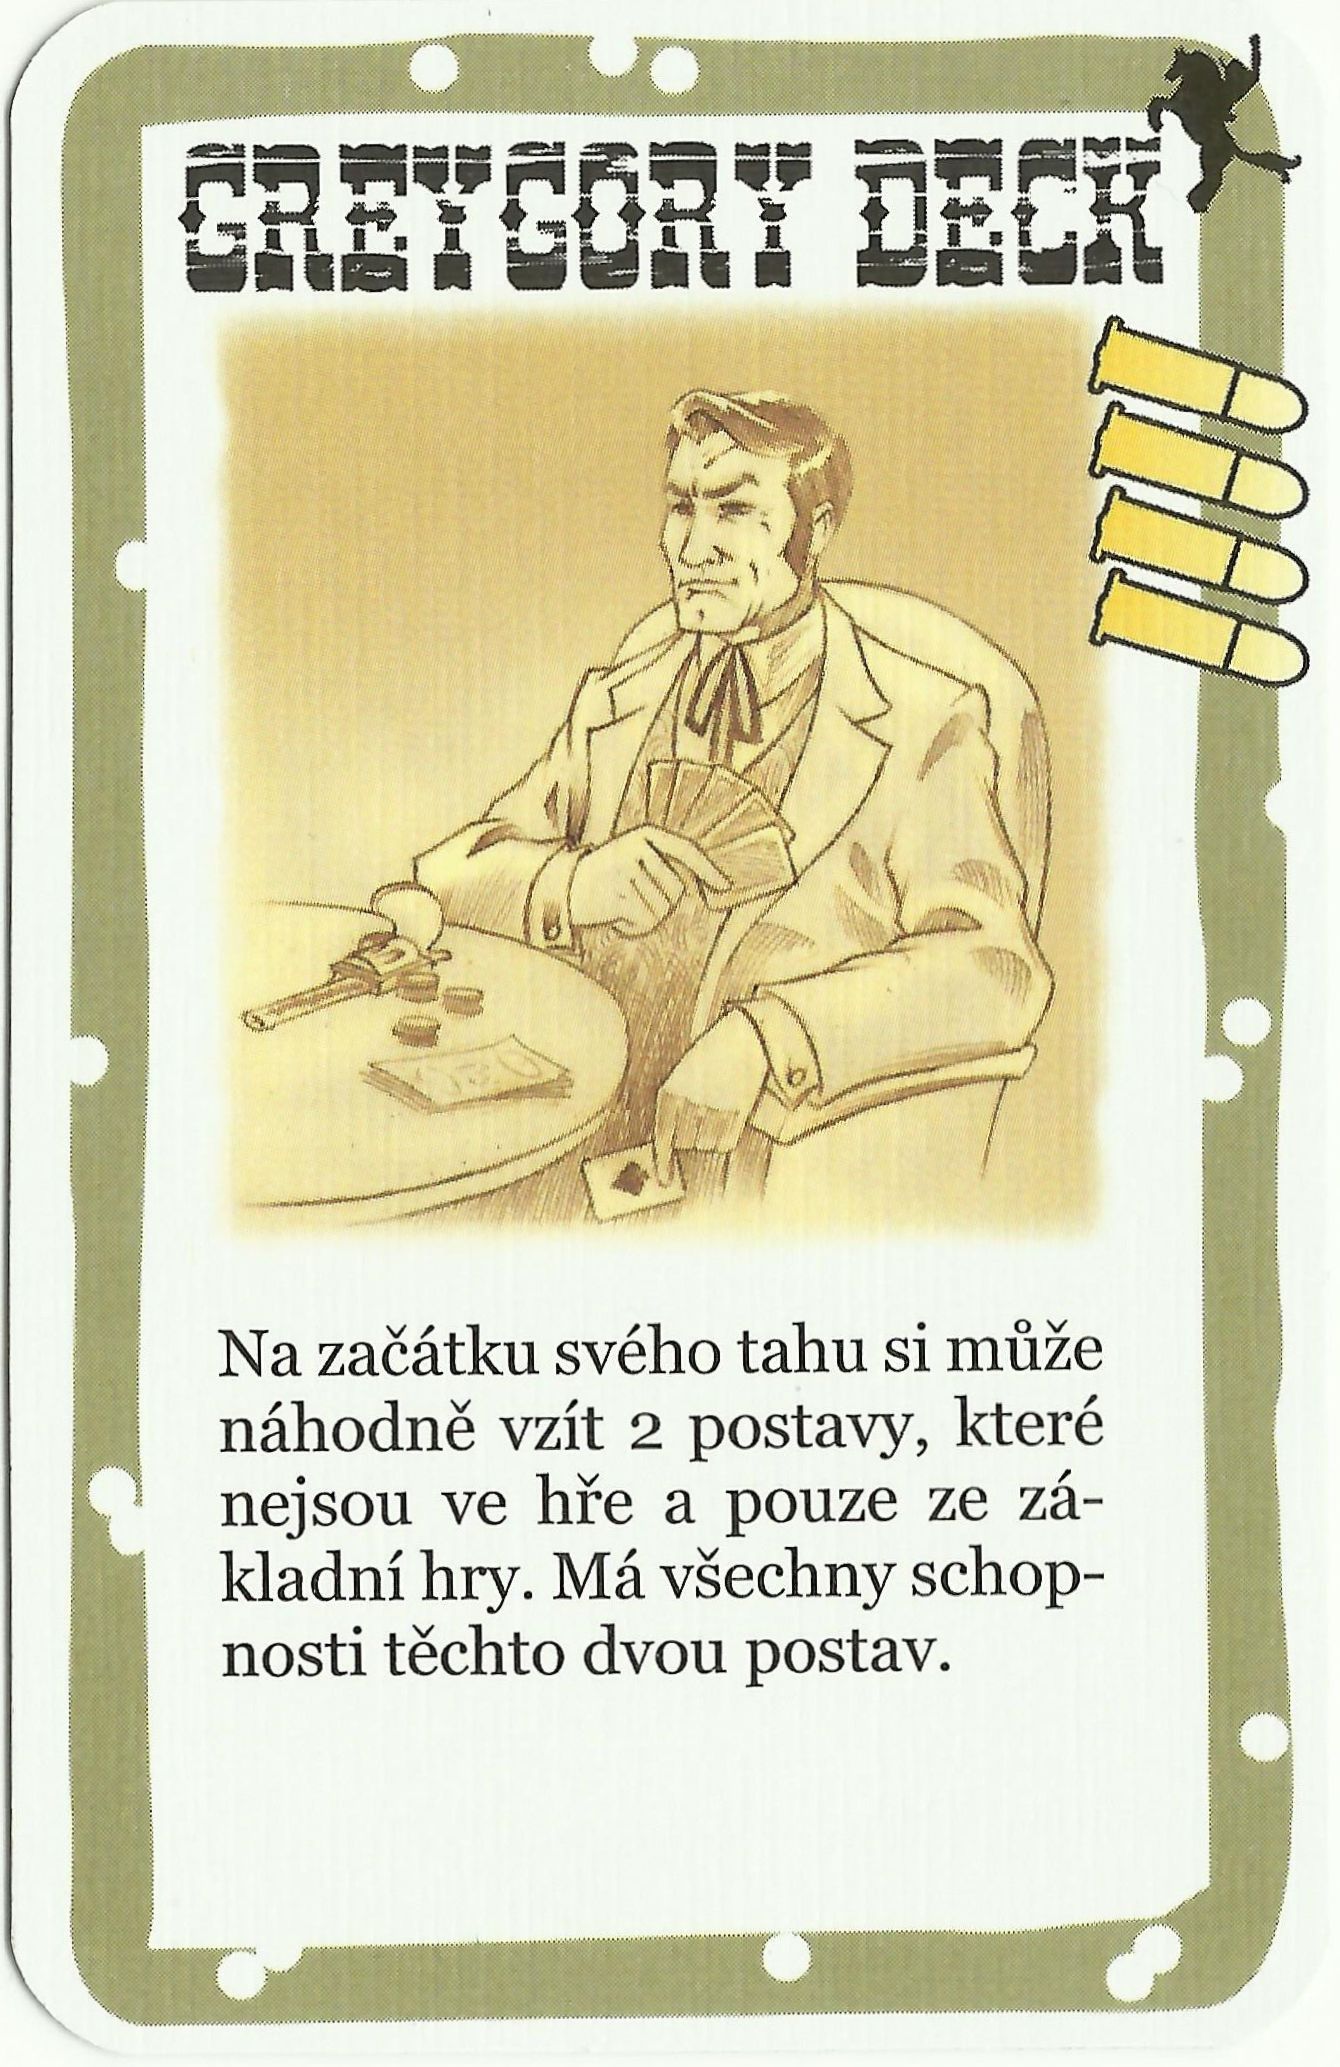 GREYGORY DECK
Na začátku svého tahu si může
náhodně vzít 2 postavy, které
nejsou ve hře a pouze ze zá-
kladní hry. Má všechny schop-
nosti těchto dvou postav.